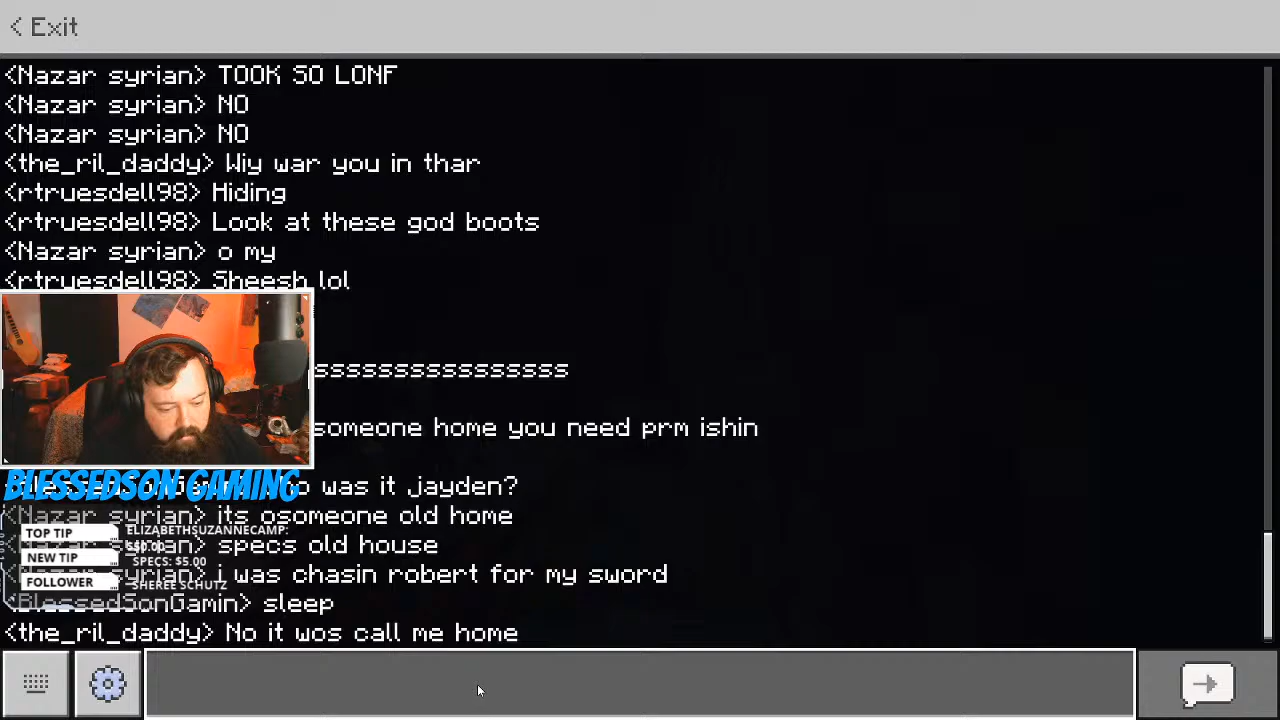 < Exit
<Nazar syrian> TOOK SO LONF
<Nazar syrian> NO
<Nazar syrian> NO
<the_ril_daddy> Wiy war you in thar
<rtruesdell98> Hiding
<rtruesdell98> Look at these god boots
<Nazar syrian> o my
<rtruesdell98> Sheesh lol
ssssssssssssssss
someone home you need prm ishin
BLESSEDSON GAMING
o was it jayden?
<Nazar syrian> its osomeone old home
TOP TIP
ELIZABETHSUZANNECAMP:
specs old house
NEW TIP
SPECS: $5.00
i was chasin robert for my sword
FOLLOWER
SHEREE SCHUTZ
<BlessedSonGamin> sleep
<the_ril_daddy> No it wos call me home